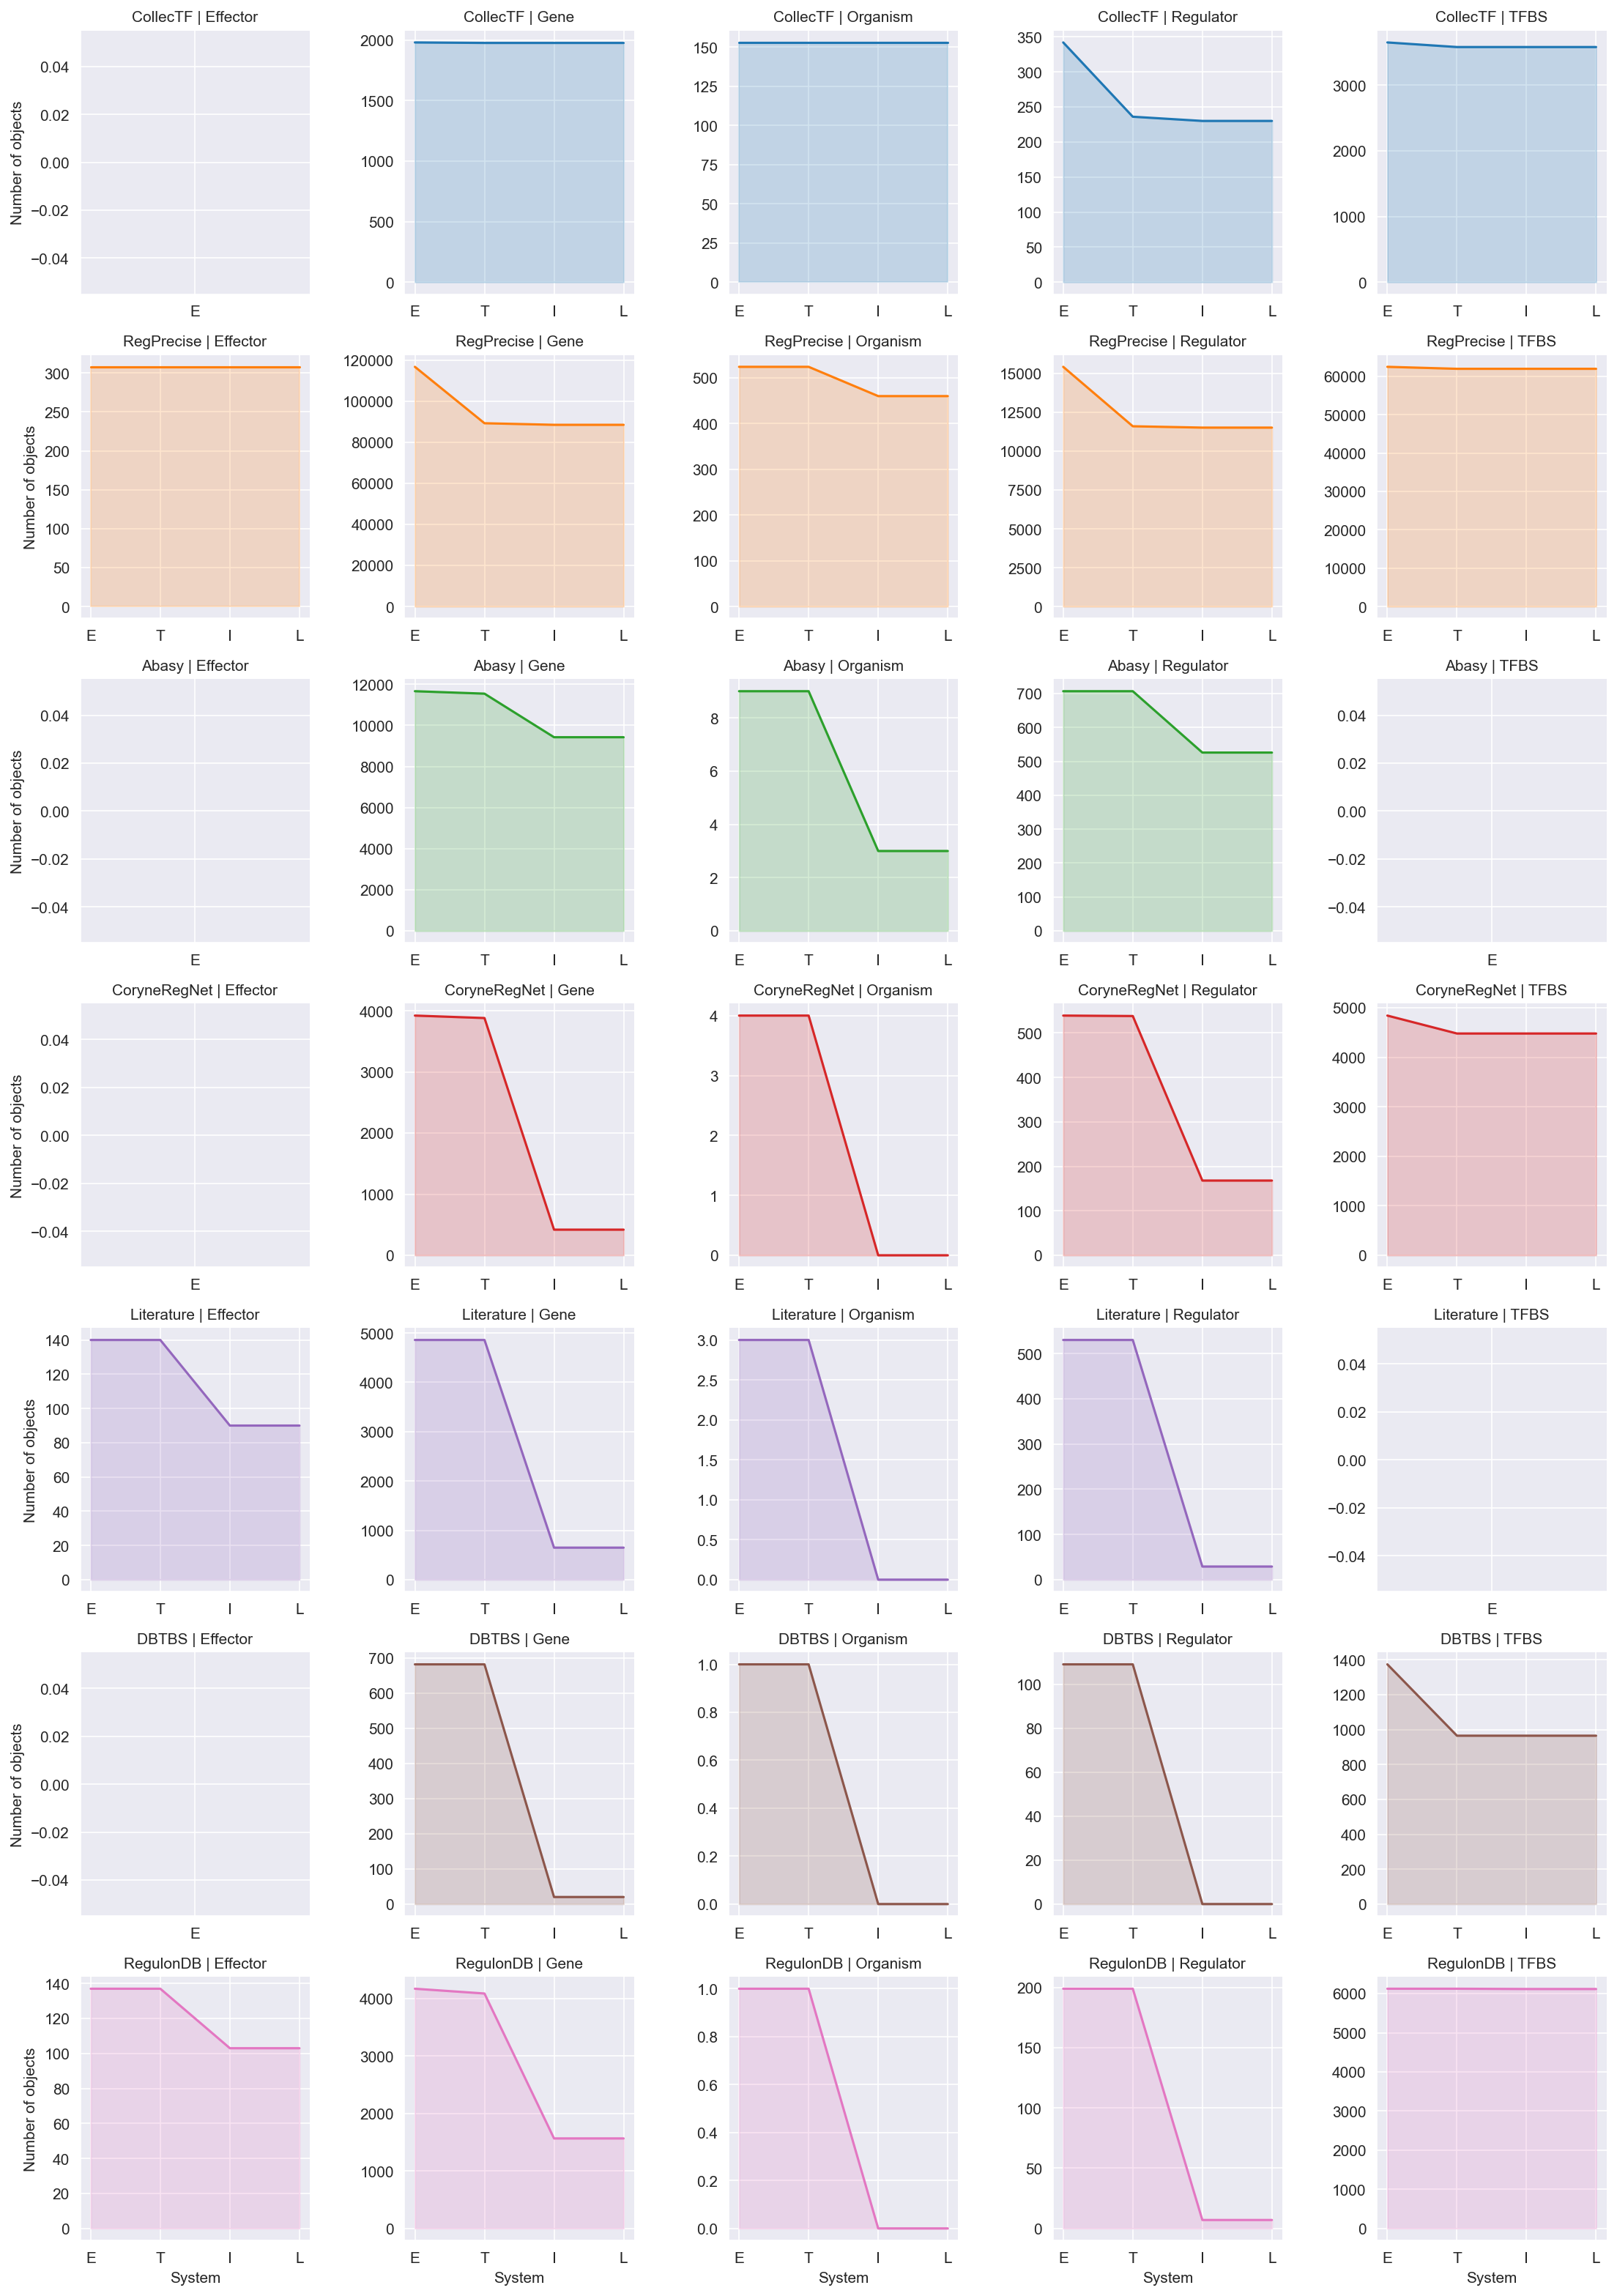 CollecTF | Effector
CollecTF | Gene
CollecTF | Organism
CollecTF | Regulator
CollecTF | TFBS
Number of objects
0.04
0.02
0.00
−0.02
−0.04
E
2000
1500
1000
500
0
E T I L
150
125
100
75
50
25
0
E T I L
350
300
250
200
150
100
50
0
E T I L
3000
2000
1000
0
E T I L
RegPrecise | Effector
RegPrecise | Gene
RegPrecise | Organism
RegPrecise | Regulator
RegPrecise | TFBS
Number of objects
300
250
200
150
100
50
0
E T I L
120000
100000
80000
60000
40000
20000
0
E T I L
500
400
300
200
100
0
E T I L
15000
12500
10000
7500
5000
2500
0
E T I L
60000
50000
40000
30000
20000
10000
0
E T I L
Abasy | Effector
Abasy | Gene
Abasy | Organism
Abasy | Regulator
Abasy | TFBS
Number of objects
0.04
0.02
0.00
−0.02
−0.04
E
12000
10000
8000
6000
4000
2000
0
E T I L
8
6
4
2
0
E T I L
700
600
500
400
300
200
100
0
E T I L
0.04
0.02
0.00
−0.02
−0.04
E
CoryneRegNet | Effector
CoryneRegNet | Gene
CoryneRegNet | Organism
CoryneRegNet | Regulator
CoryneRegNet | TFBS
Number of objects
0.04
0.02
0.00
−0.02
−0.04
E
4000
3000
2000
1000
0
E T I L
4
3
2
1
0
E T I L
500
400
300
200
100
0
E T I L
5000
4000
3000
2000
1000
0
E T I L
Literature | Effector
Literature | Gene
Literature | Organism
Literature | Regulator
Literature | TFBS
Number of objects
140
120
100
80
60
40
20
0
E T I L
5000
4000
3000
2000
1000
0
E T I L
3.0
2.5
2.0
1.5
1.0
0.5
0.0
E T I L
500
400
300
200
100
0
E T I L
0.04
0.02
0.00
−0.02
−0.04
E
DBTBS | Effector
DBTBS | Gene
DBTBS | Organism
DBTBS | Regulator
DBTBS | TFBS
Number of objects
0.04
0.02
0.00
−0.02
−0.04
E
700
600
500
400
300
200
100
0
E T I L
1.0
0.8
0.6
0.4
0.2
0.0
E T I L
100
80
60
40
20
0
E T I L
1400
1200
1000
800
600
400
200
0
E T I L
RegulonDB | Effector
RegulonDB | Gene
RegulonDB | Organism
RegulonDB | Regulator
RegulonDB | TFBS
Number of objects
140
120
100
80
60
40
20
0
E T I L
System
4000
3000
2000
1000
0
E T I L
System
1.0
0.8
0.6
0.4
0.2
0.0
E T I L
System
200
150
100
50
0
E T I L
System
6000
5000
4000
3000
2000
1000
0
E T I L
System